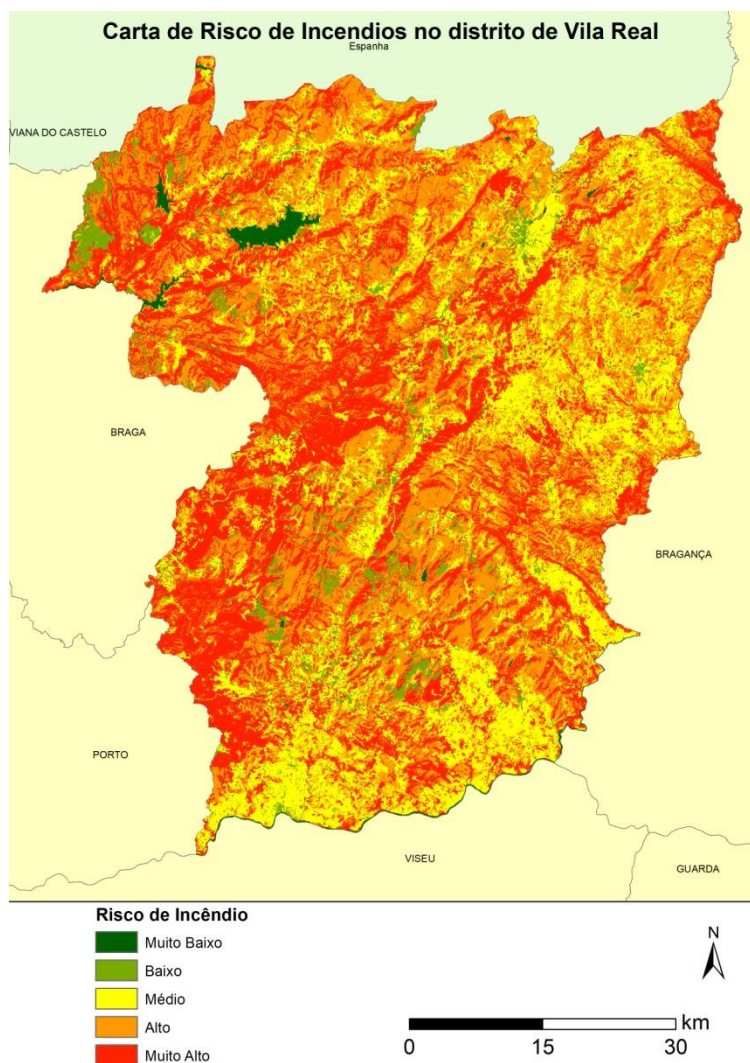 Carta de Risco de Incendios no distrito de Vila Real
Espanha
VIANA DO CASTELO
BRAGA
BRAGANÇA
PORTO
VISEU
GUARDA
Risco de Incêndio
Muito Baixo
Baixo
Médio
Alto
Muito Alto
N
km
0 15 30